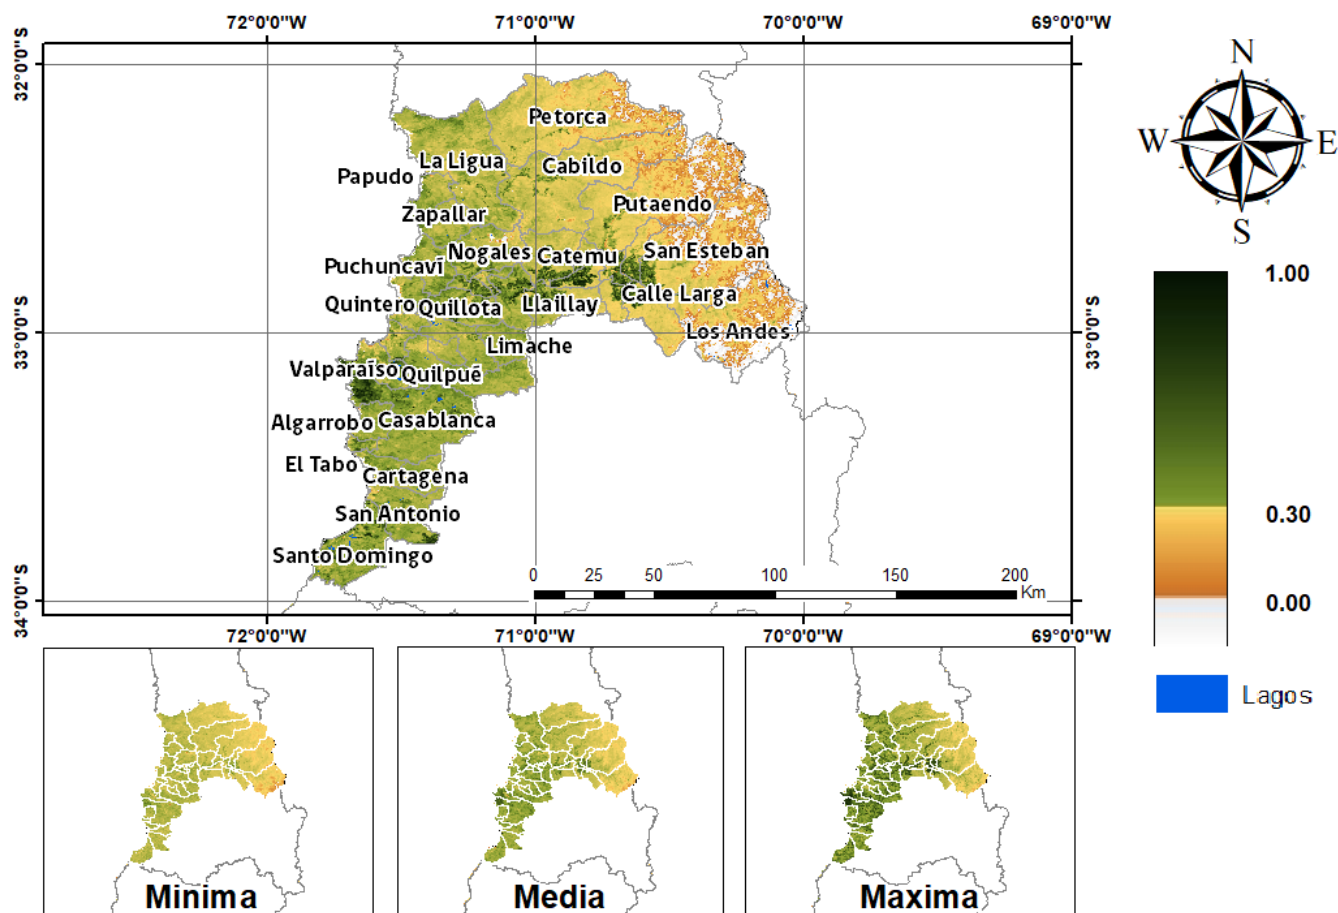 72°0'0"W 71°0'0"W 70°0'0"W 69°0'0"W
32°0'0"S
33°0'0"S
34°0'0"S
33°0'0"S
Petorca
La Ligua
Cabildo
Papudo
Putaendo
Zapallar
Nogales
Catemu
San Esteban
Puchuncaví
Quintero
Quillota
Llaillay
Calle Larga
Los Andes
Limache
Valparaíso
Quilpué
Algarrobo
Casablanca
El Tabo
Cartagena
San Antonio
Santo Domingo
0 25 50 100 150 200
Km
72°0'0"W 71°0'0"W 70°0'0"W 69°0'0"W
N
W
E
S
1.00
0.30
0.00
Lagos
Minima
Media
Maxima